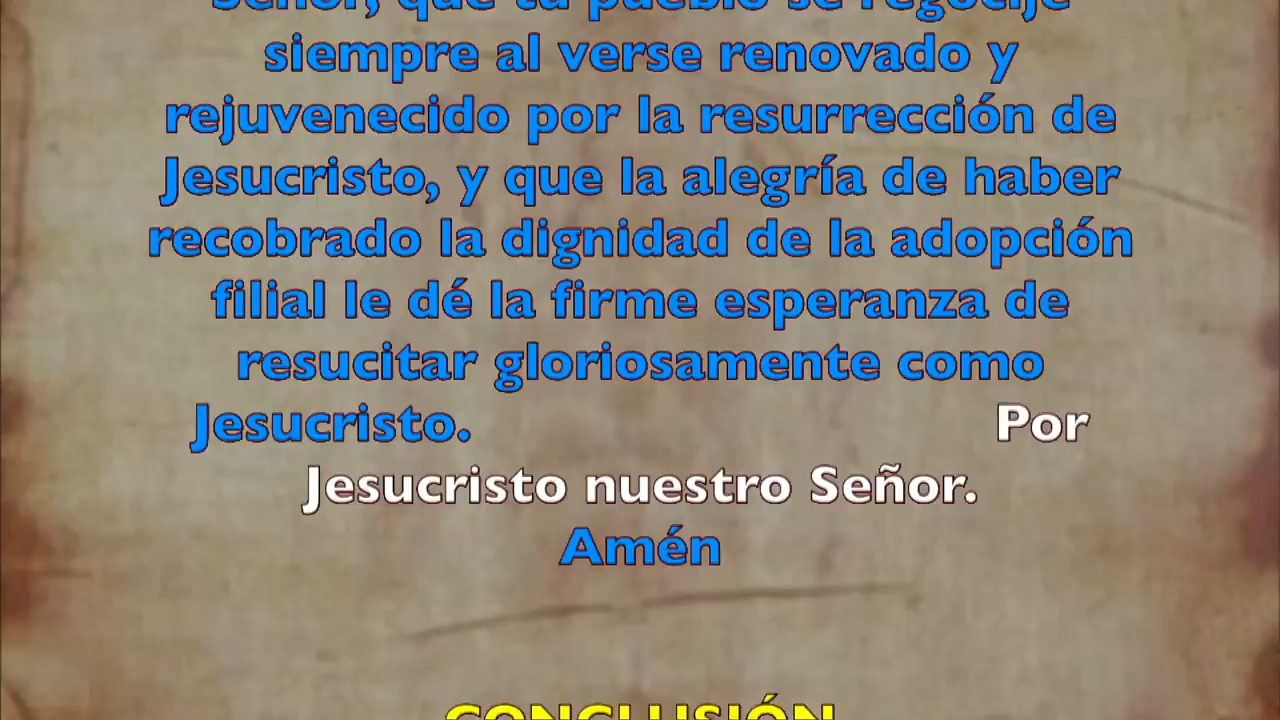 Señor, que tu pueblo se regocije
siempre al verse renovado y
rejuvenecido por la resurrección de
Jesucristo, y que la alegría de haber
recobrado la dignidad de la adopción
filial le dé la firme esperanza de
resucitar gloriosamente como
Jesucristo. Por
Jesucristo nuestro Señor.
Amén
CONCLUSIÓN